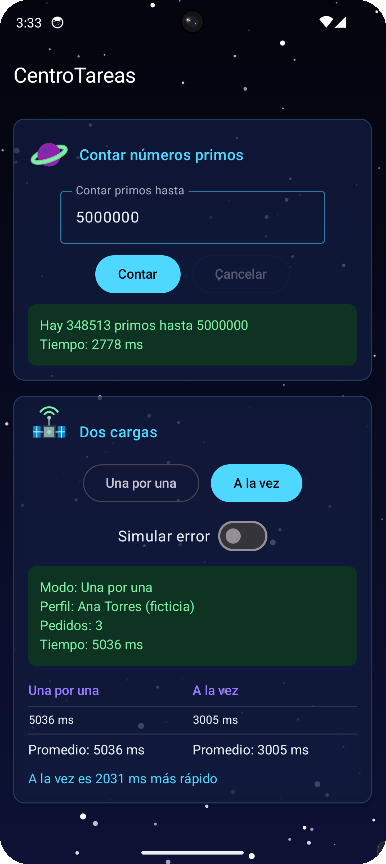 3:33
CentroTareas
Contar números primos
Contar primos hasta
5000000
Contar Cancelar
Hay 348513 primos hasta 5000000
Tiempo: 2778 ms
Dos cargas
Una por una A la vez
Simular error
Modo: Una por una
Perfil: Ana Torres (ficticia)
Pedidos: 3
Tiempo: 5036 ms
Una por una A la vez
5036 ms 3005 ms
Promedio: 5036 ms Promedio: 3005 ms
A la vez es 2031 ms más rápido